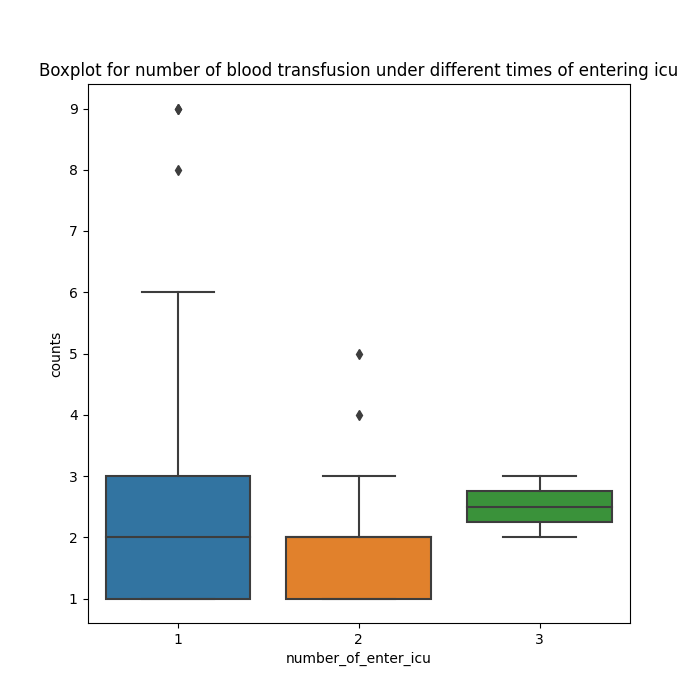 Boxplot for number of blood transfusion under different times of entering icu
9
8
7
6
5
4
3
2
1
counts
1 2 3
number_of_enter_icu